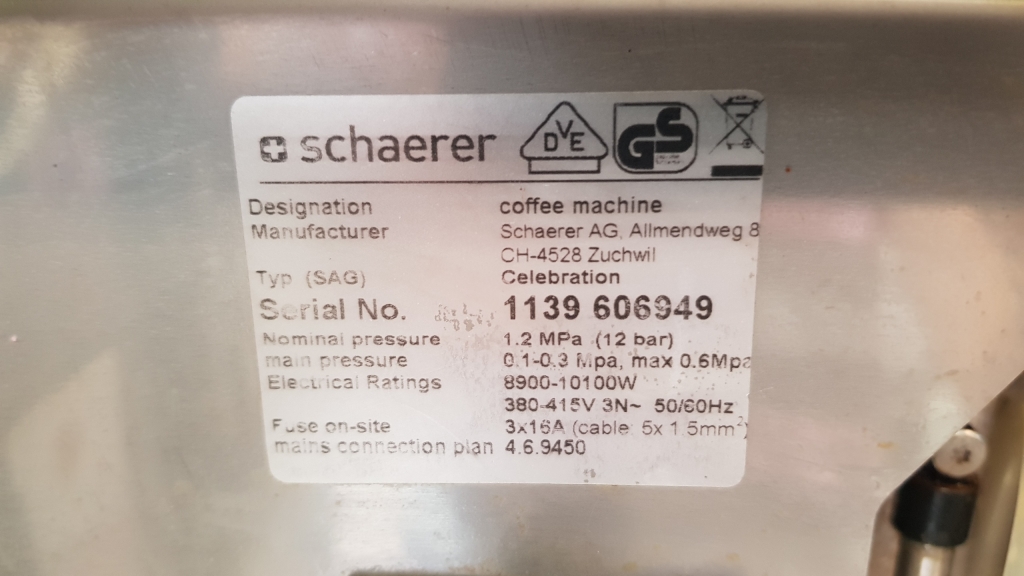 schaerer
DVE
GS
Designation coffee machine
Manufacturer Schaerer AG, Allmendweg 8
CH-4528 Zuchwil
Typ (SAG) Celebration
Serial No. 1139 606949
Nominal pressure 1.2 MPa (12 bar)
main pressure 0.1-0.3 Mpa, max 0.6Mpa
Electrical Ratings 8900-10100W
380-415V 3N~ 50/60Hz
Fuse on-site 3x16A (cable: 5x 1.5mm²)
mains connection plan 4.6.9450